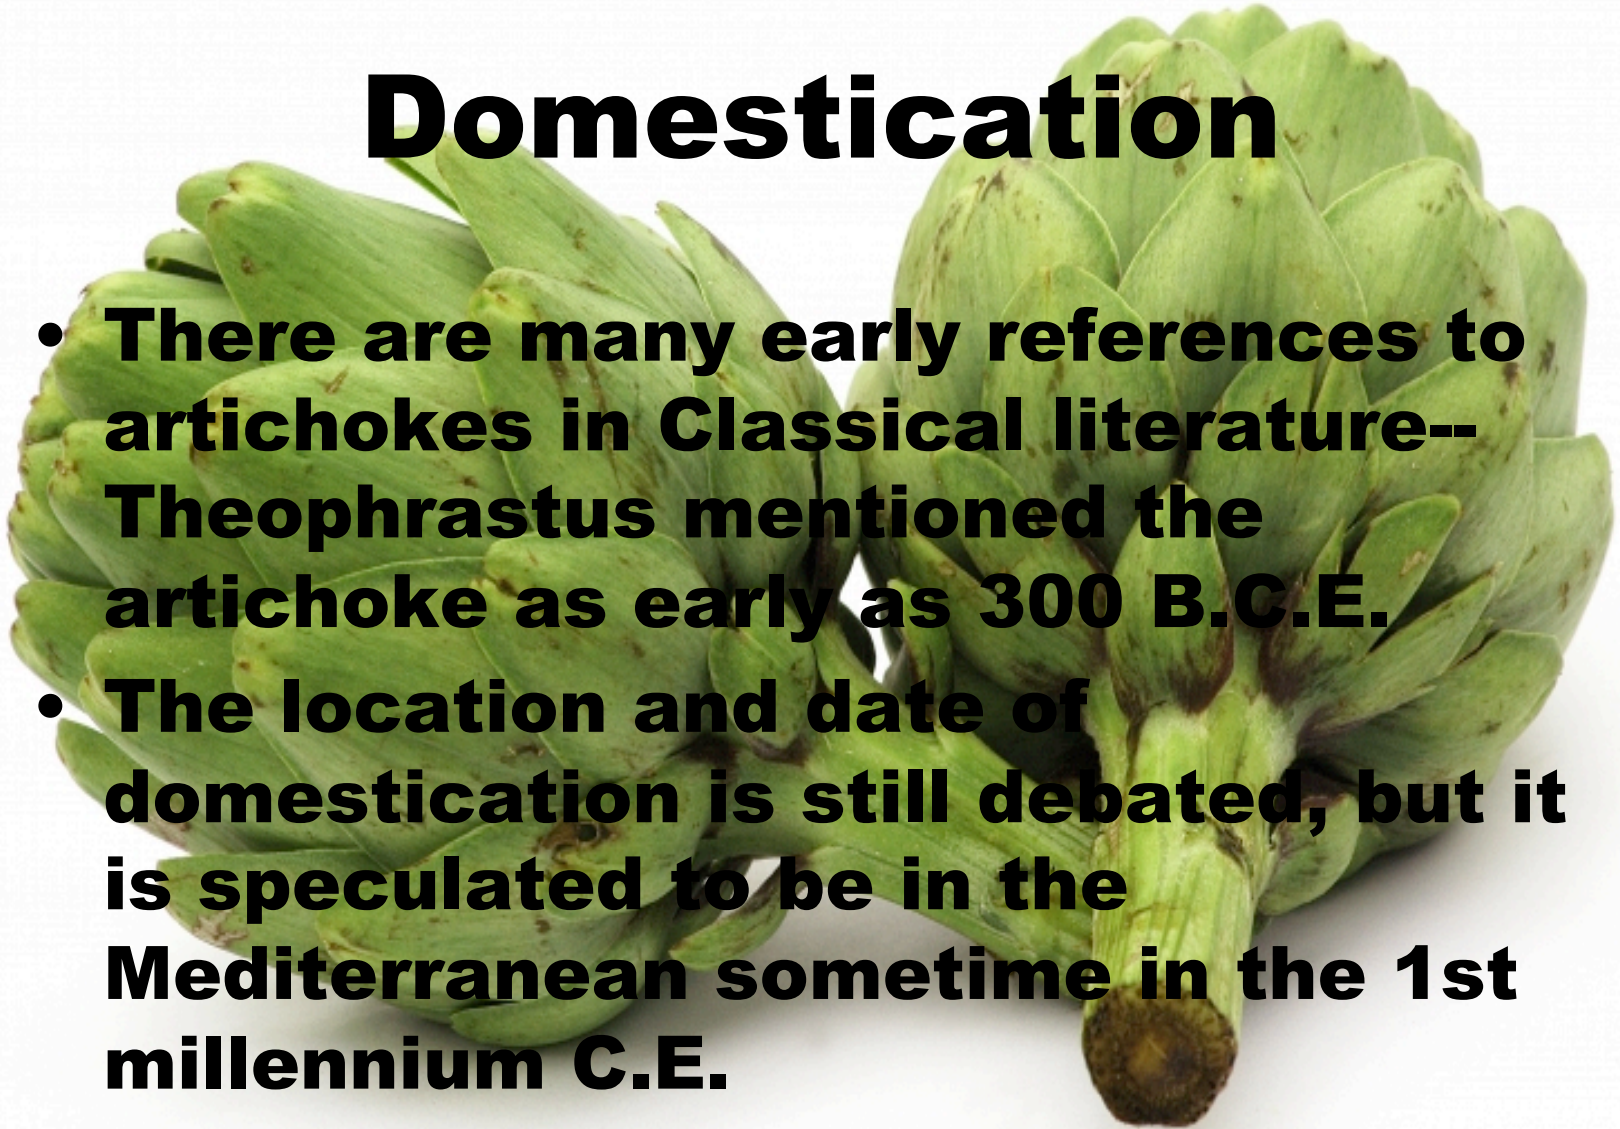 Domestication
• There are many early references to
artichokes in Classical literature--
Theophrastus mentioned the
artichoke as early as 300 B.C.E.
• The location and date of
domestication is still debated, but it
is speculated to be in the
Mediterranean sometime in the 1st
millennium C.E.